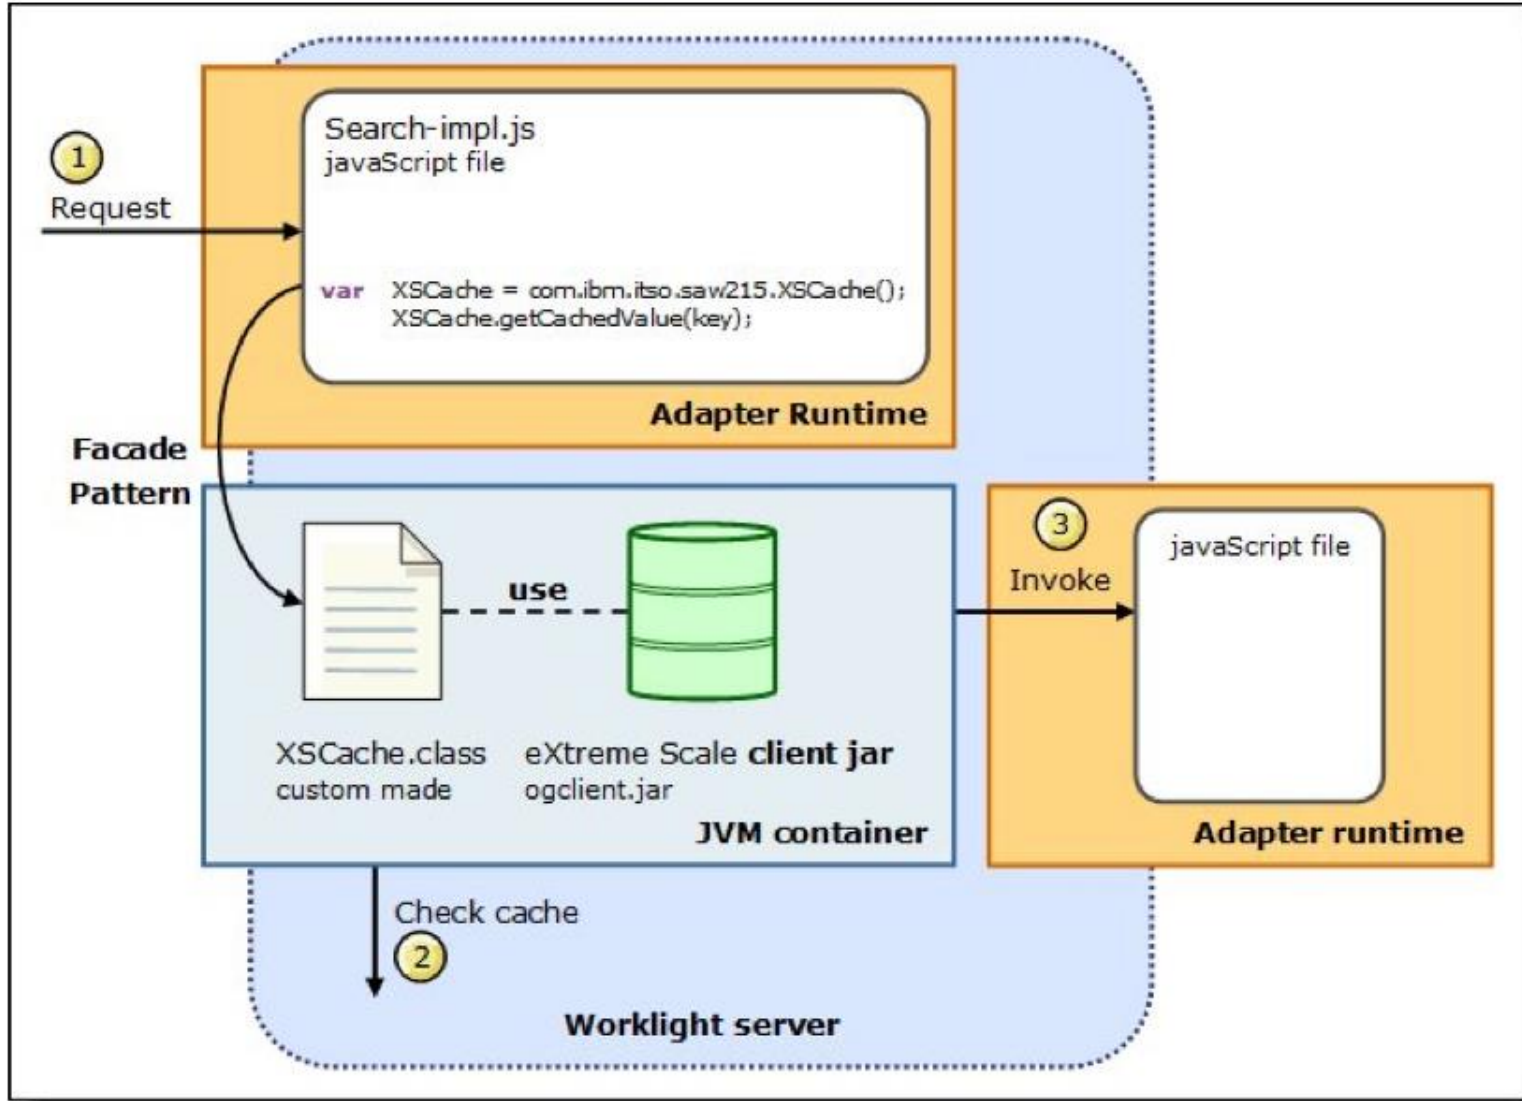 1
Request
Search-impl.js
javaScript file
var XSCache = com.ibm.itso.saw215.XSCache();
XSCache.getCachedValue(key);
Adapter Runtime
Facade
Pattern
use
XSCache.class
custom made
eXtreme Scale client jar
ogclient.jar
JVM container
3
Invoke
javaScript file
Adapter runtime
Check cache
2
Worklight server